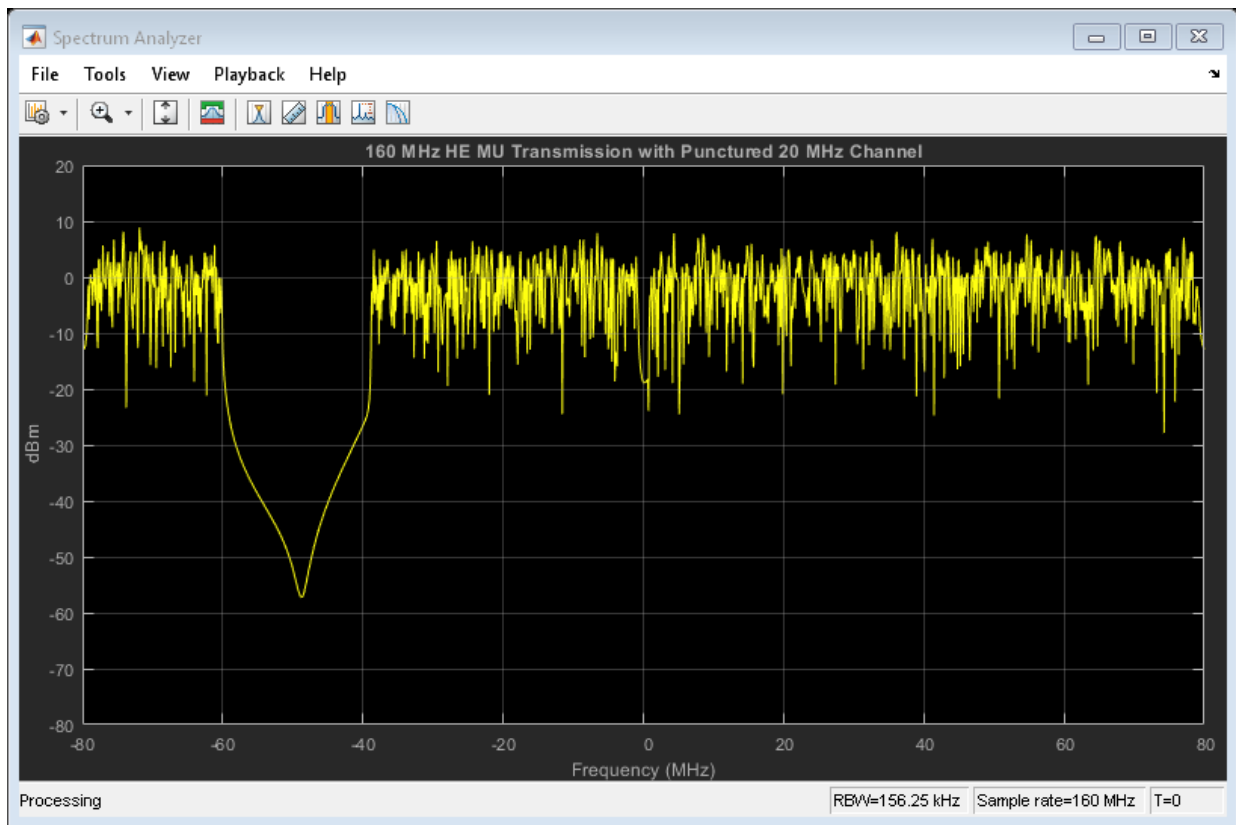 Spectrum Analyzer
File Tools View Playback Help
160 MHz HE MU Transmission with Punctured 20 MHz Channel
20
10
0
-10
-20
-30
-40
-50
-60
-70
-80
dBm
-80 -60 -40 -20 0 20 40 60 80
Frequency (MHz)
Processing RBW=156.25 kHz Sample rate=160 MHz T=0